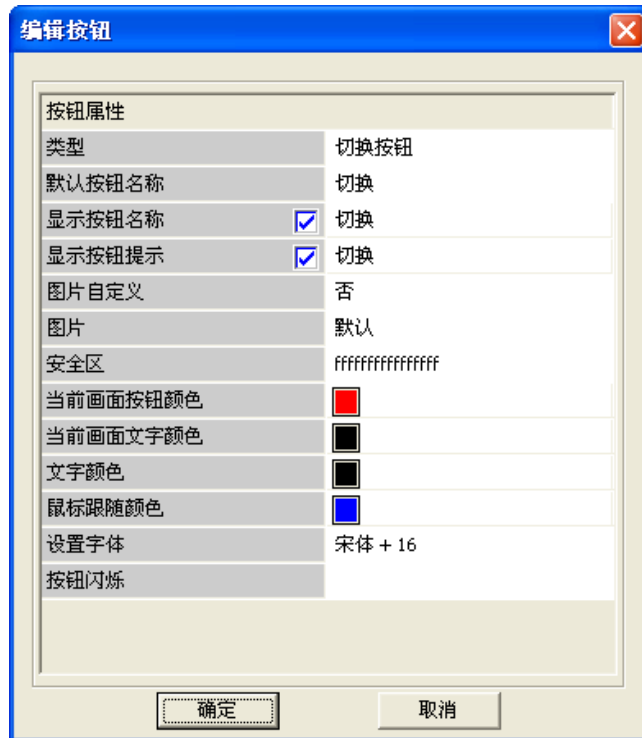 编辑按钮
按钮属性
类型 切换按钮
默认按钮名称 切换
显示按钮名称 切换
显示按钮提示 切换
图片自定义 否
图片 默认
安全区 ffffffffffffffff
当前画面按钮颜色
当前画面文字颜色
文字颜色
鼠标跟随颜色
设置字体 宋体 + 16
按钮闪烁
确定 取消